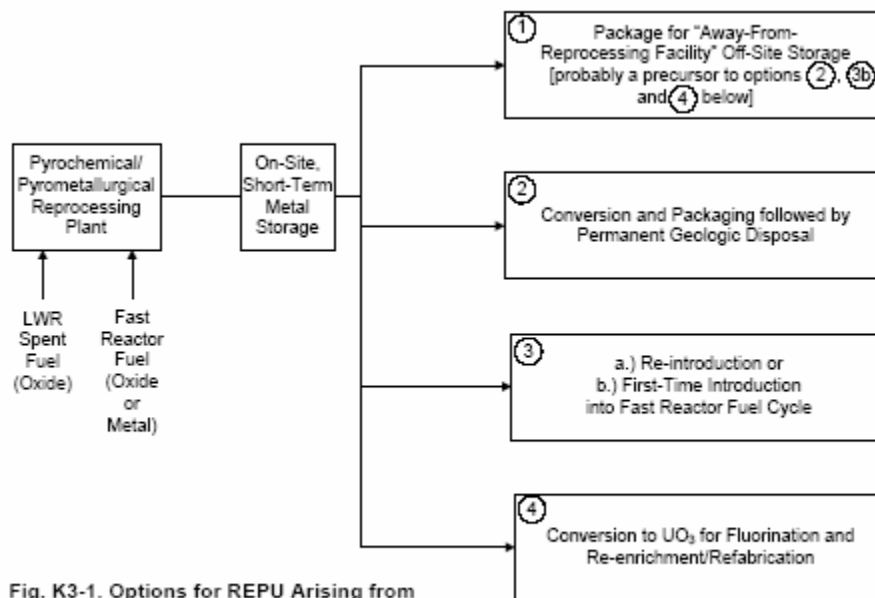 1
Package for "Away-From-
Reprocessing Facility" Off-Site Storage
[probably a precursor to options 2, 3b
and 4 below]
Pyrochemical/
Pyrometallurgical
Reprocessing
Plant
On-Site,
Short-Term
Metal
Storage
2
Conversion and Packaging followed by
Permanent Geologic Disposal
LWR
Spent
Fuel
(Oxide)
Fast
Reactor
Fuel
(Oxide
or
Metal)
3
a.) Re-introduction or
b.) First-Time Introduction
into Fast Reactor Fuel Cycle
4
Conversion to UO₃ for Fluorination and
Re-enrichment/Refabrication
Fig. K3-1. Options for REPU Arising from